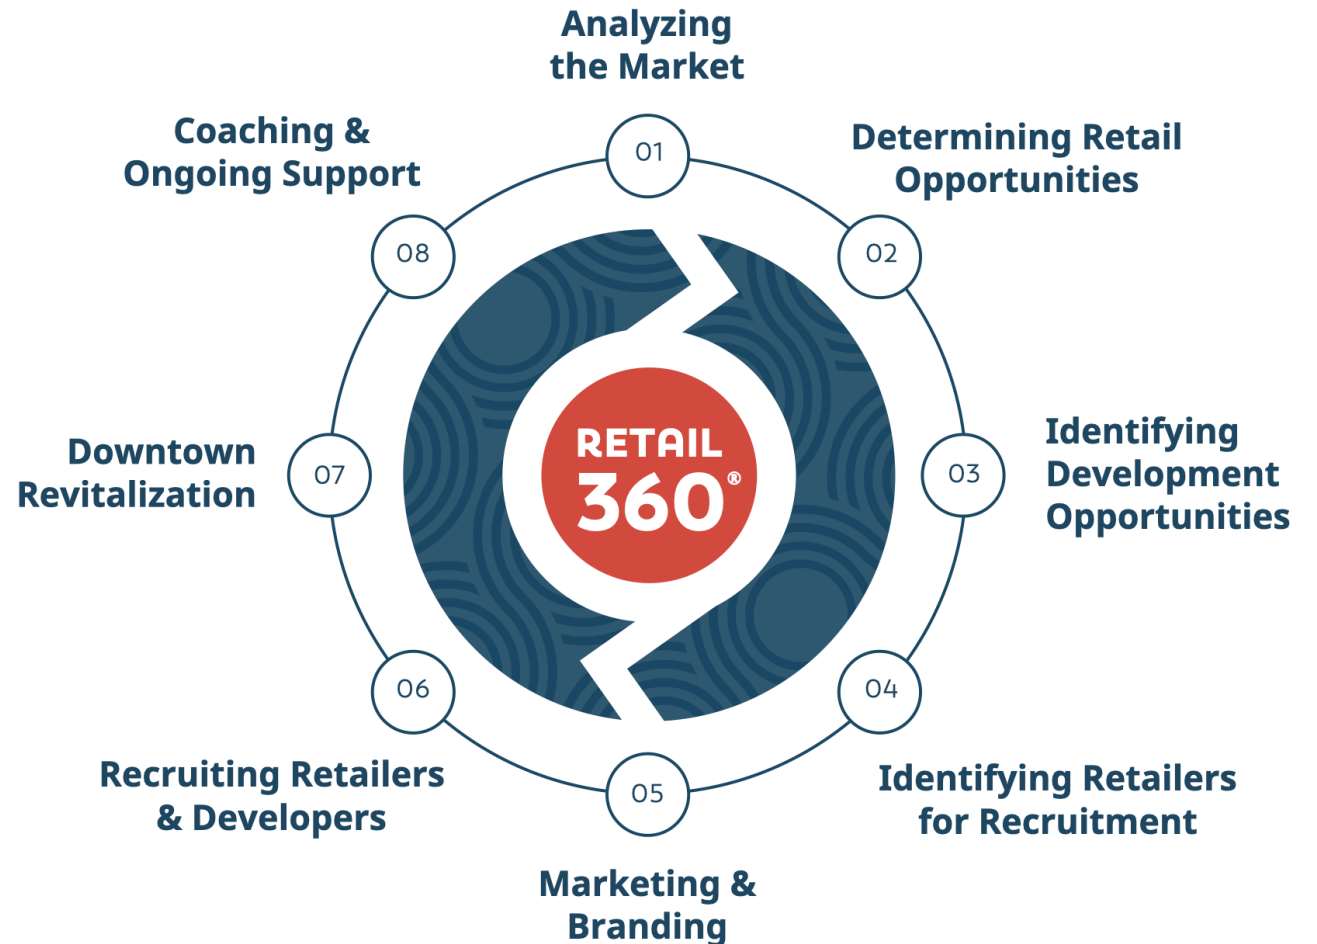 Analyzing
the Market
01
Determining Retail
Opportunities
02
Identifying
Development
Opportunities
03
Identifying Retailers
for Recruitment
04
Marketing &
Branding
05
Recruiting Retailers
& Developers
06
Downtown
Revitalization
07
Coaching &
Ongoing Support
08
RETAIL
360®